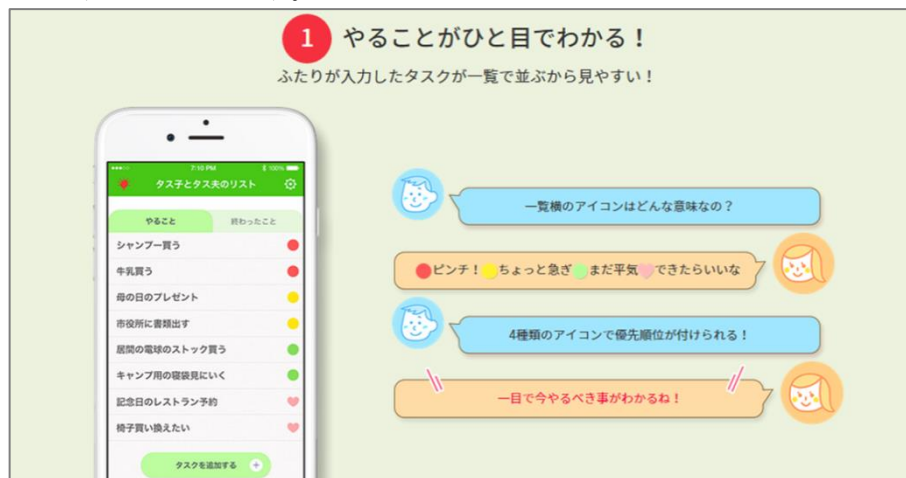 1 やることがひと目でわかる！
ふたりが入力したタスクが一覧で並ぶから見やすい！
7:10 PM 100%
タス子とタス夫のリスト
やること 終わったこと
シャンプー買う
牛乳買う
母の日のプレゼント
市役所に書類出す
居間の電球のストック買う
キャンプ用の寝袋見にいく
記念日のレストラン予約
椅子買い換えたい
タスクを追加する +
一覧横のアイコンはどんな意味なの？
ピンチ！ちょっと急ぎまだ平気できたらいいな
4種類のアイコンで優先順位が付けられる！
一目で今やるべき事がわかるね！